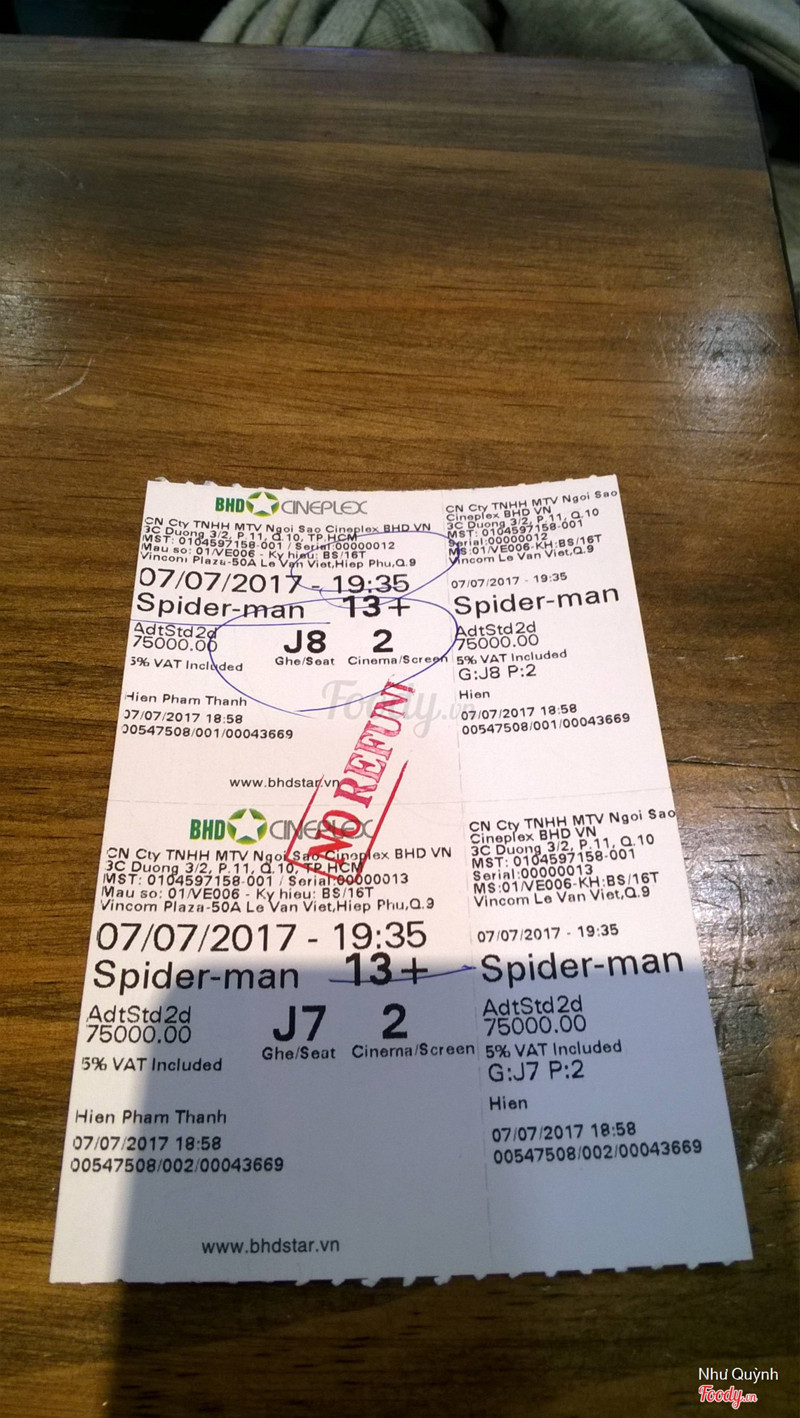 BHD CINEPLEX
CN Cty TNHH MTV Ngoi Sao Cineplex BHD VN
3C Duong 3/2, P.11, Q.10, TP.HCM
MST: 0104597158-001 / Serial:00000012
Mau so: 01/VE006 - Ky hieu: BS/16T
Vincom Plaza-50A Le Van Viet,Hiep Phu,Q.9
07/07/2017 - 19:35
Spider-man 13+
AdtStd2d
75000.00
J8 2
Ghe/Seat Cinema/Screen
5% VAT Included
Hien Pham Thanh
07/07/2017 18:58
00547508/001/00043669
www.bhdstar.vn
CN Cty TNHH MTV Ngoi Sao
Cineplex BHD VN
3C Duong 3/2, P.11, Q.10
MST: 0104597158-001
Serial:00000012
MS:01/VE006-KH:BS/16T
Vincom Le Van Viet,Q.9
07/07/2017 - 19:35
Spider-man
AdtStd2d
75000.00
5% VAT Included
G:J8 P:2
Hien
07/07/2017 18:58
00547508/001/00043669
Foody.vn
NO REFUN
BHD CINEPLEX
CN Cty TNHH MTV Ngoi Sao Cineplex BHD VN
3C Duong 3/2, P.11, Q.10, TP.HCM
MST: 0104597158-001 / Serial:00000013
Mau so: 01/VE006 - Ky hieu: BS/16T
Vincom Plaza-50A Le Van Viet,Hiep Phu,Q.9
07/07/2017 - 19:35
Spider-man 13+
AdtStd2d
75000.00
J7 2
Ghe/Seat Cinema/Screen
5% VAT Included
Hien Pham Thanh
07/07/2017 18:58
00547508/002/00043669
www.bhdstar.vn
CN Cty TNHH MTV Ngoi Sao
Cineplex BHD VN
3C Duong 3/2, P.11, Q.10
MST: 0104597158-001
Serial:00000013
MS:01/VE006-KH:BS/16T
Vincom Le Van Viet,Q.9
07/07/2017 - 19:35
Spider-man
AdtStd2d
75000.00
5% VAT Included
G:J7 P:2
Hien
07/07/2017 18:58
00547508/002/00043669
Như Quỳnh
Foody.vn